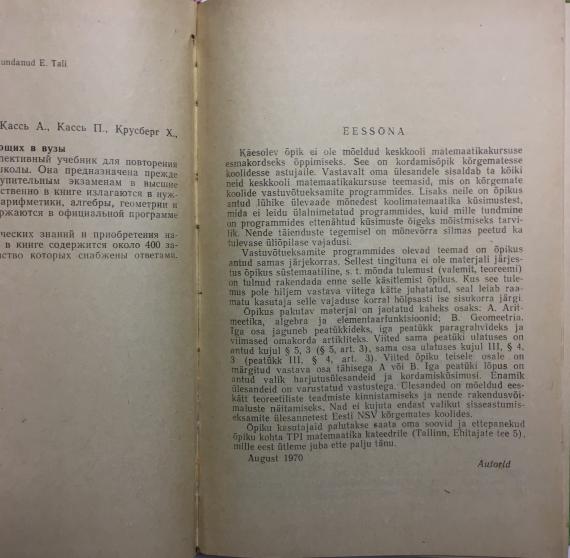 undanud E. Tali
Кассь А., Кассь П., Крусберг Х.,
ющих в вузы
пективный учебник для повторения
школы. Она предназначена прежде
упительным экзаменам в высшие
ственно в книге излагаются в нуж-
арифметики, алгебры, геометрии и
ержаются в официальной программе
ческих знаний и приобретения на-
в книге содержится около 400 за-
нство которых снабжены ответами.
EESSÕNA
Käesolev õpik ei ole mõeldud keskkooli matemaatikakursuse
esmakordseks õppimiseks. See on kordamisõpik kõrgematesse
koolidesse astujaile. Vastavalt oma ülesandele sisaldab ta kõiki
neid keskkooli matemaatikakursuse teemasid, mis on kõrgemate
koolide vastuvõtueksamite programmides. Lisaks neile on õpikus
antud lühike ülevaade mõnedest koolimatemaatika küsimustest,
mida ei leidu ülalnimetatud programmides, kuid mille tundmine
on programmides ettenähtud küsimuste õigeks mõistmiseks tarvi-
lik. Nende täienduste tegemisel on mõnevõrra silmas peetud ka
tulevase üliõpilase vajadusi.
Vastuvõtueksamite programmides olevad teemad on õpikus
antud samas järjekorras. Sellest tingituna ei ole materjali järjes-
tus õpikus süstemaatiline, s. t. mõnda tulemust (valemit, teoreemi)
on tulnud rakendada enne selle käsitlemist õpikus. Kus see tule-
mus pole hiljem vastava viitega kätte juhatatud, seal leiab raa-
matu kasutaja selle vajaduse korral hõlpsasti ise sisukorra järgi.
Õpikus pakutav materjal on jaotatud kaheks osaks: A. Arit-
meetika, algebra ja elementaarfunktsioonid; B. Geomeetria.
Iga osa jaguneb peatükkideks, iga peatükk paragrahvideks ja
viimased omakorda artikliteks. Viited sama peatüki ulatuses on
antud kujul § 5, 3 (§ 5, art. 3), sama osa ulatuses kujul III, § 4,
3 (peatükk III, § 4, art. 3). Viited õpiku teisele osale on
märgitud vastava osa tähisega A või B. Iga peatüki lõpus on
antud valik harjutusülesandeid ja kordamisküsimusi. Enamik
ülesandeid on varustatud vastustega. Ülesanded on mõeldud ees-
kätt teoreetiliste teadmiste kinnistamiseks ja nende rakendusvõi-
maluste näitamiseks. Nad ei kujuta endast valikut sisseastumis-
eksamite ülesannetest Eesti NSV kõrgemates koolides.
Õpiku kasutajaid palutakse saata oma soovid ja ettepanekud
õpiku kohta TPI matemaatika kateedrile (Tallinn, Ehitajate tee 5),
mille eest ütleme juba ette palju tänu.
August 1970
Autorid